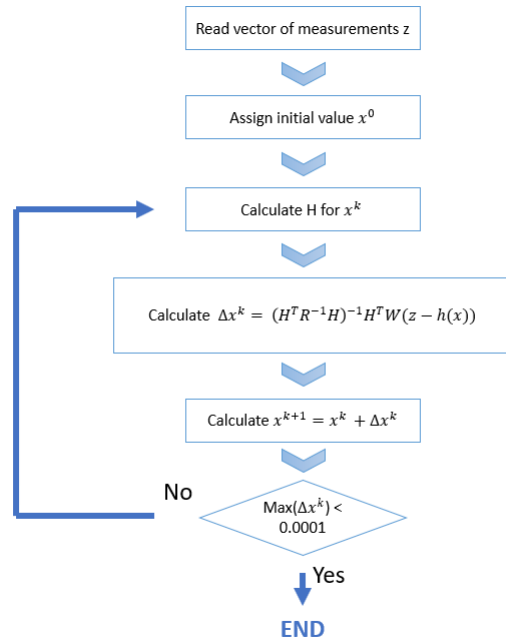 Read vector of measurements z
Assign initial value x⁰
Calculate H for xᵏ
Calculate Δxᵏ = (HᵀR⁻¹H)⁻¹HᵀW(z − h(x))
Calculate xᵏ⁺¹ = xᵏ + Δxᵏ
No
Max(Δxᵏ) <
0.0001
Yes
END